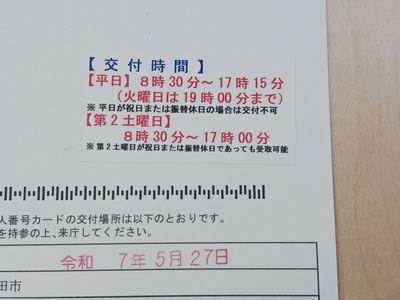 【交付時間】
【平日】8時30分～17時15分
（火曜日は19時00分まで）
※平日が祝日または振替休日の場合は交付不可
【第2土曜日】
8時30分～17時00分
※第2土曜日が祝日または振替休日であっても受取可能
人番号カードの交付場所は以下のとおりです。
を持参の上、来庁してください。
令和 7年5月27日
田市